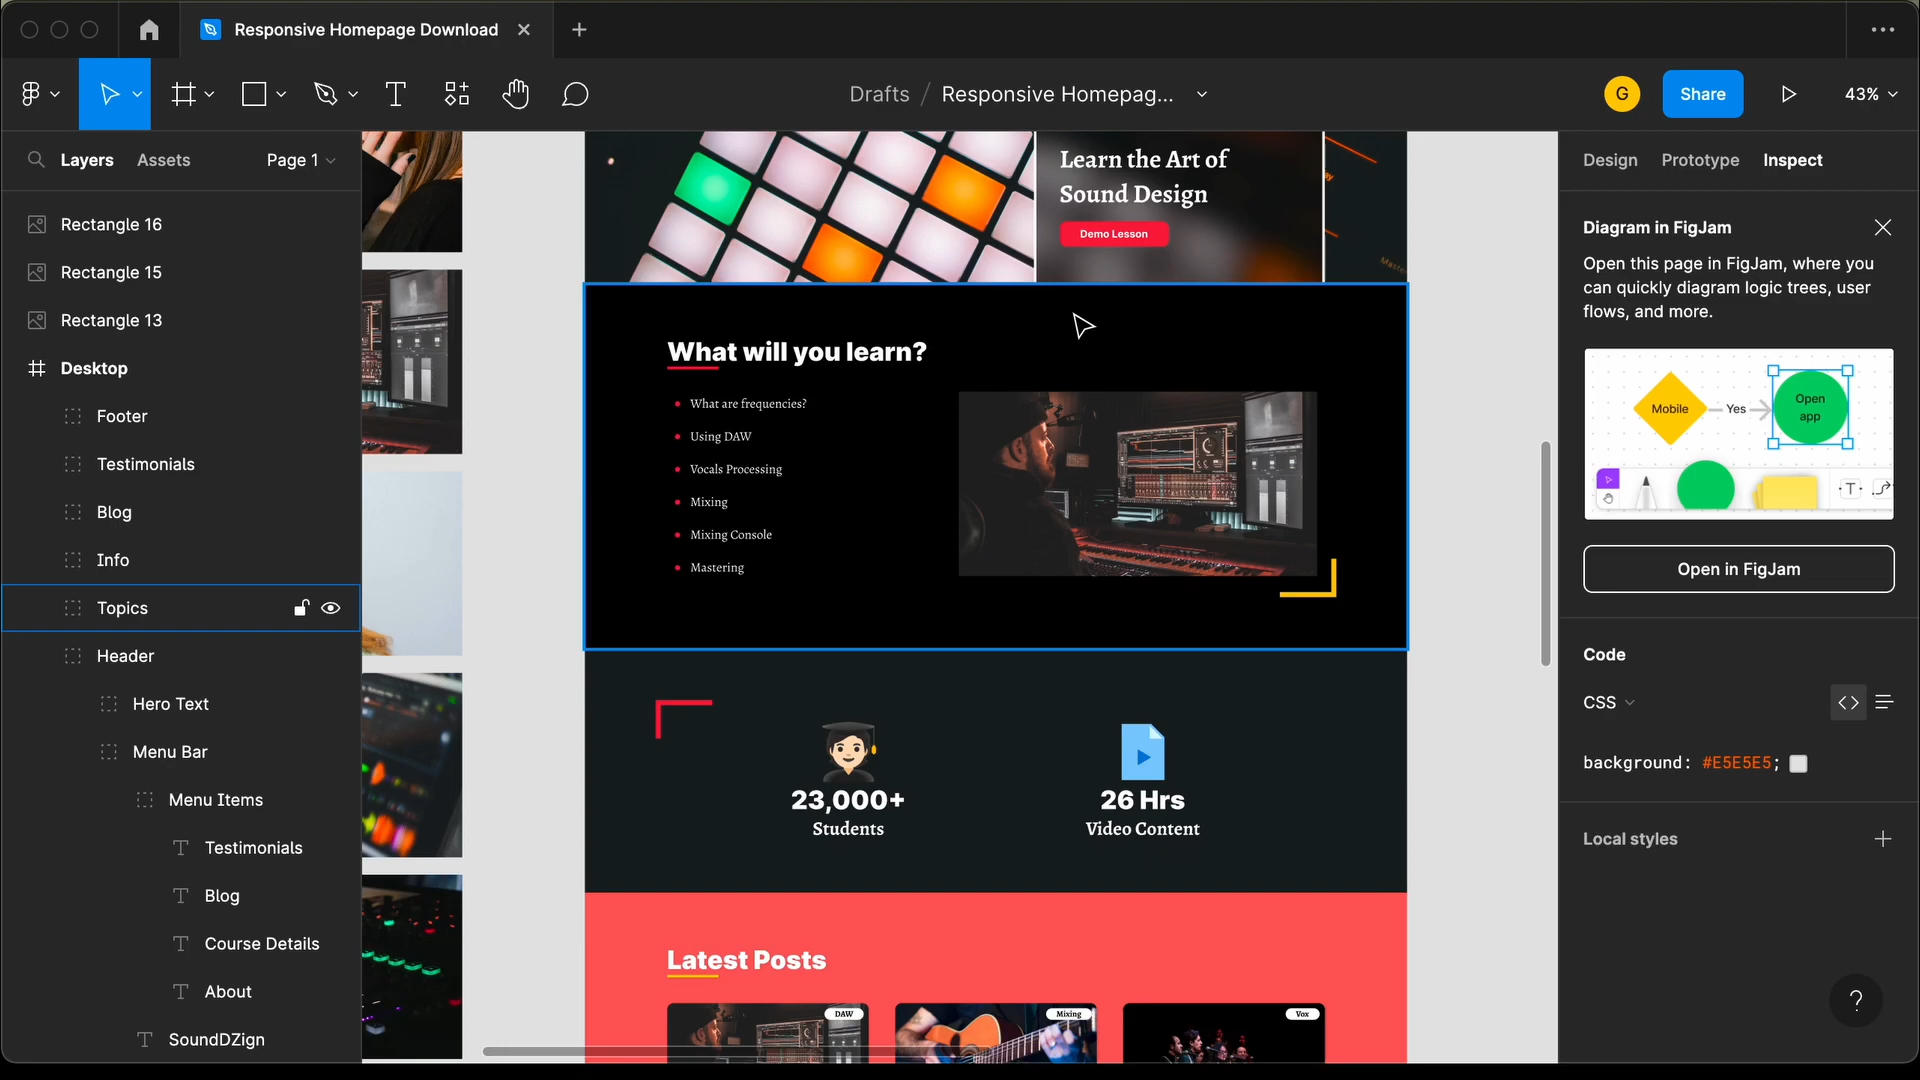 Responsive Homepage Download
Drafts / Responsive Homepag...
G
Share
43%
Layers
Assets
Page 1
Rectangle 16
Rectangle 15
Rectangle 13
Desktop
Footer
Testimonials
Blog
Info
Topics
Header
Hero Text
Menu Bar
Menu Items
Testimonials
Blog
Course Details
About
SoundDZign
Learn the Art of
Sound Design
Demo Lesson
What will you learn?
What are frequencies?
Using DAW
Vocals Processing
Mixing
Mixing Console
Mastering
23,000+
Students
26 Hrs
Video Content
Latest Posts
DAW
Mixing
Vox
Design
Prototype
Inspect
Diagram in FigJam
Open this page in FigJam, where you
can quickly diagram logic trees, user
flows, and more.
Mobile
Yes
Open
app
T
Open in FigJam
Code
CSS
background: #E5E5E5;
Local styles
?